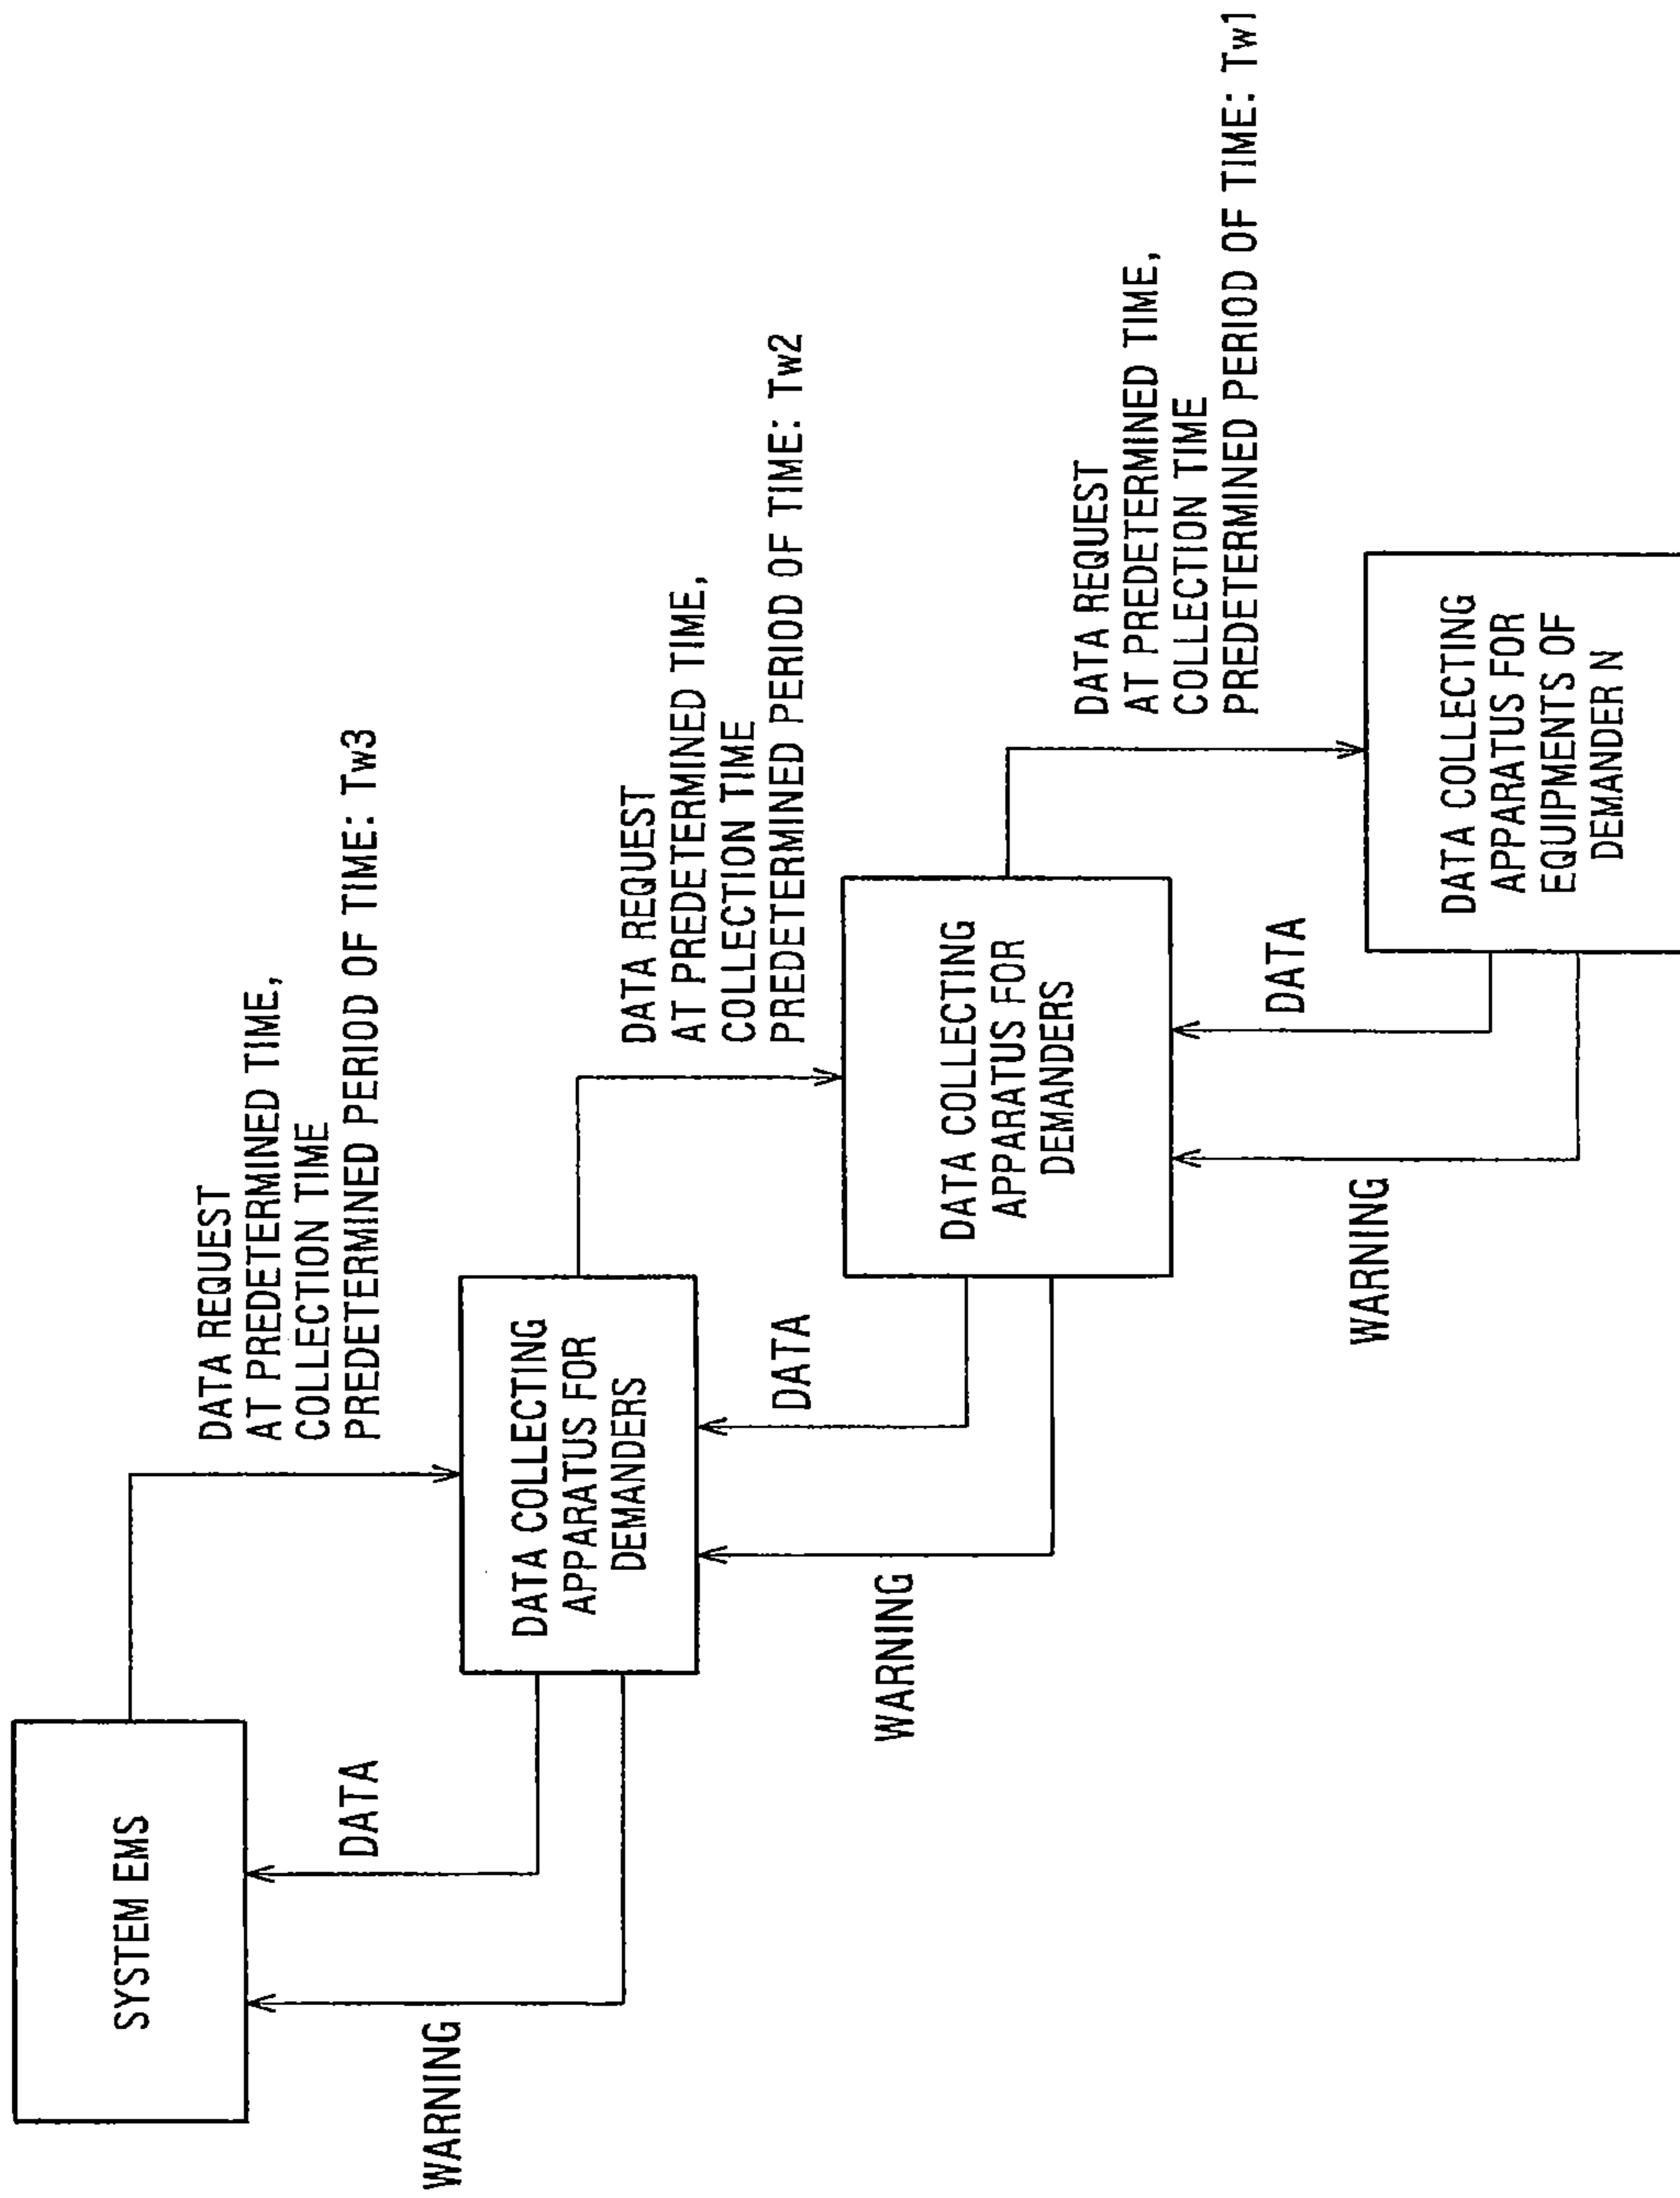 SYSTEM EMS
DATA REQUEST
AT PREDETERMINED TIME,
COLLECTION TIME
PREDETERMINED PERIOD OF TIME: Tw3
DATA
WARNING
DATA COLLECTING
APPARATUS FOR
DEMANDERS
DATA REQUEST
AT PREDETERMINED TIME,
COLLECTION TIME
PREDETERMINED PERIOD OF TIME: Tw2
DATA
WARNING
DATA COLLECTING
APPARATUS FOR
DEMANDERS
DATA REQUEST
AT PREDETERMINED TIME,
COLLECTION TIME
PREDETERMINED PERIOD OF TIME: Tw1
DATA
WARNING
DATA COLLECTING
APPARATUS FOR
EQUIPMENTS OF
DEMANDER N